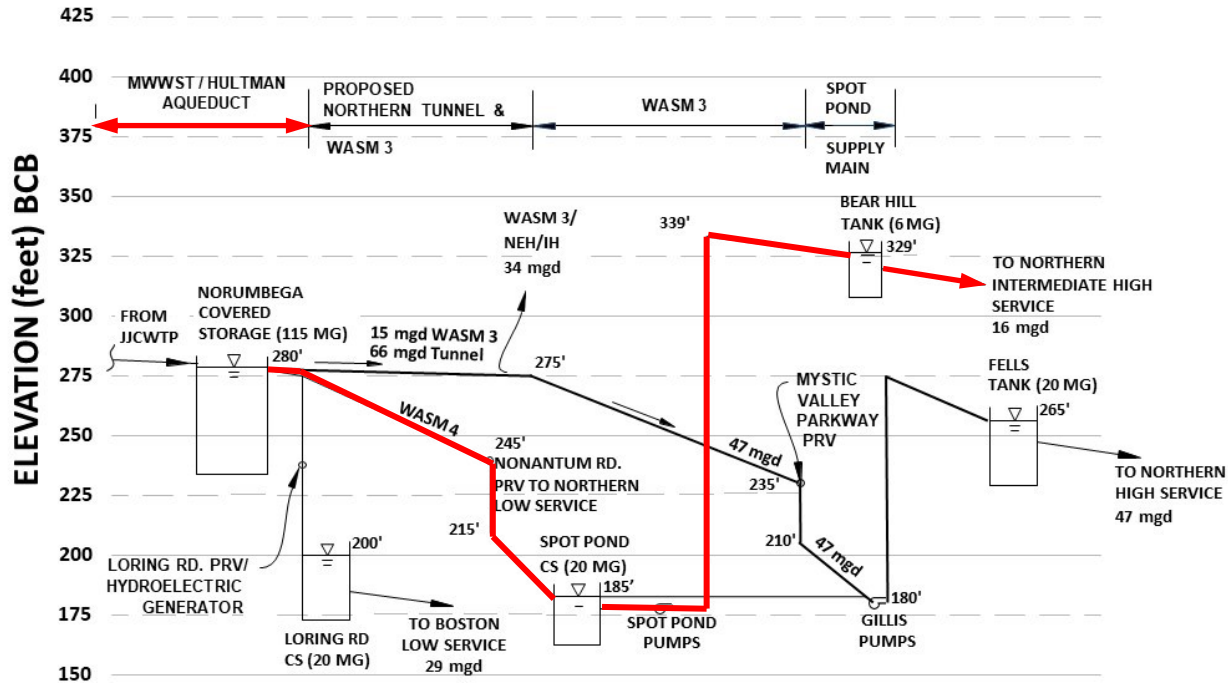 ELEVATION (feet) BCB
425
400
375
350
325
300
275
250
225
200
175
150
MWWST / HULTMAN
AQUEDUCT
PROPOSED
NORTHERN TUNNEL &
WASM 3
WASM 3
SPOT
POND
SUPPLY
MAIN
FROM
JJCWTP
NORUMBEGA
COVERED
STORAGE (115 MG)
280'
15 mgd WASM 3
66 mgd Tunnel
WASM 3/
NEH/IH
34 mgd
275'
339'
BEAR HILL
TANK (6 MG)
329'
TO NORTHERN
INTERMEDIATE HIGH
SERVICE
16 mgd
WASM 4
245'
NONANTUM RD.
PRV TO NORTHERN
LOW SERVICE
215'
47 mgd
MYSTIC
VALLEY
PARKWAY
PRV
235'
210'
47 mgd
FELLS
TANK (20 MG)
265'
TO NORTHERN
HIGH SERVICE
47 mgd
LORING RD. PRV/
HYDROELECTRIC
GENERATOR
200'
LORING RD
CS (20 MG)
TO BOSTON
LOW SERVICE
29 mgd
SPOT POND
CS (20 MG)
185'
SPOT POND
PUMPS
180'
GILLIS
PUMPS